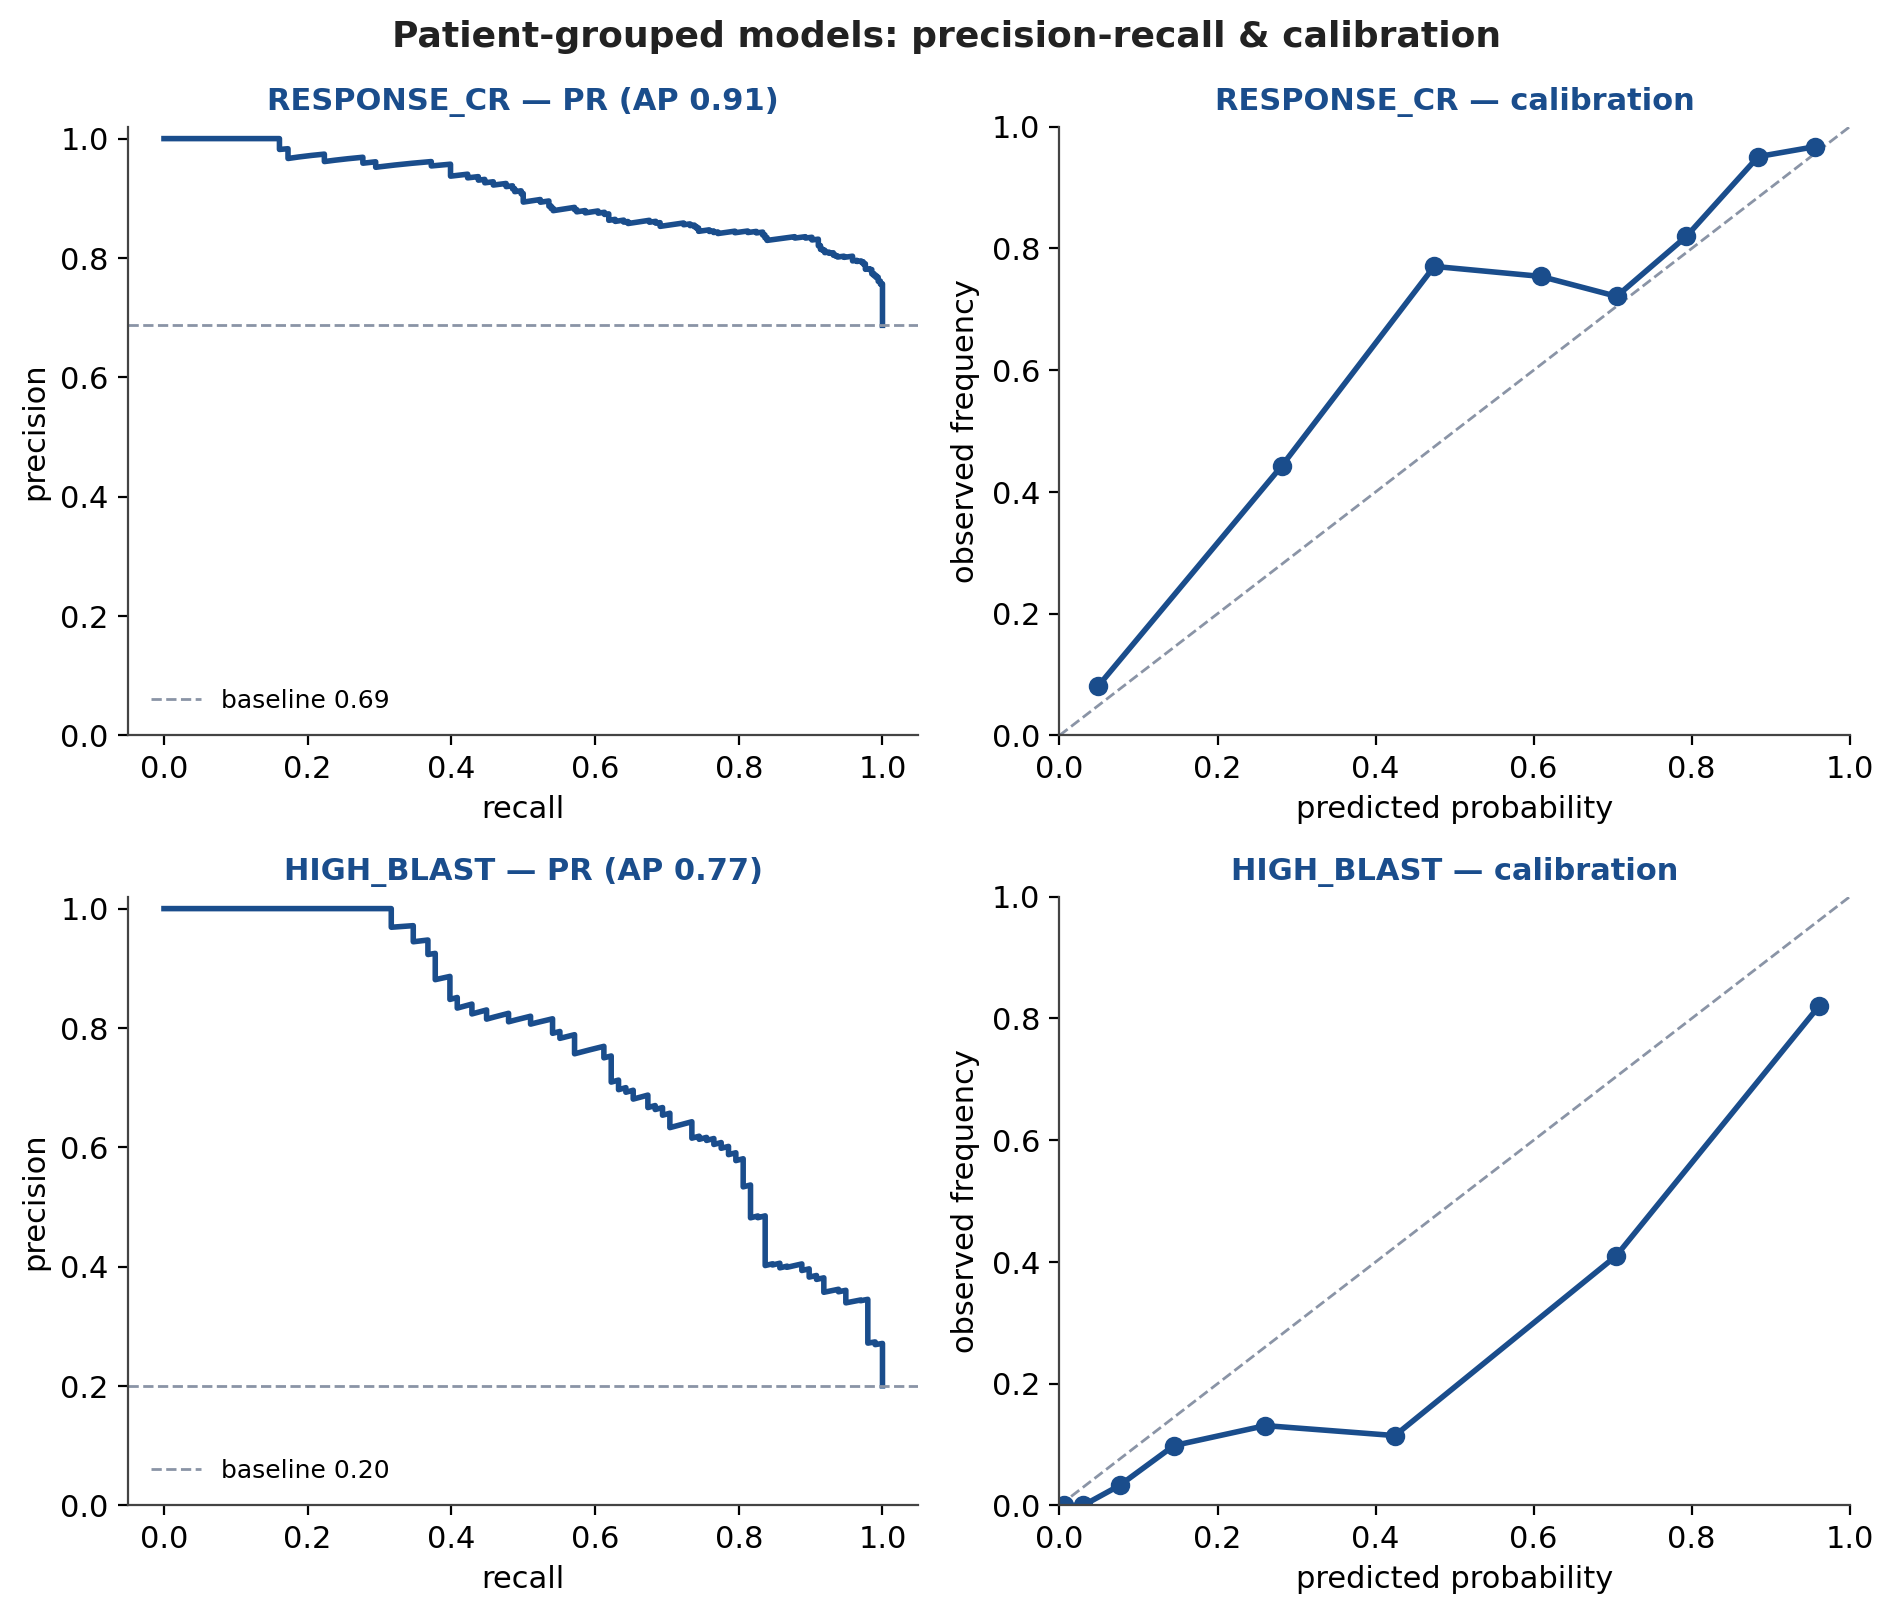 Patient-grouped models: precision-recall & calibration
RESPONSE_CR — PR (AP 0.91)
1.0
0.8
0.6
0.4
0.2
0.0
precision
baseline 0.69
0.0 0.2 0.4 0.6 0.8 1.0
recall
RESPONSE_CR — calibration
1.0
0.8
0.6
0.4
0.2
0.0
observed frequency
0.0 0.2 0.4 0.6 0.8 1.0
predicted probability
HIGH_BLAST — PR (AP 0.77)
1.0
0.8
0.6
0.4
0.2
0.0
precision
baseline 0.20
0.0 0.2 0.4 0.6 0.8 1.0
recall
HIGH_BLAST — calibration
1.0
0.8
0.6
0.4
0.2
0.0
observed frequency
0.0 0.2 0.4 0.6 0.8 1.0
predicted probability